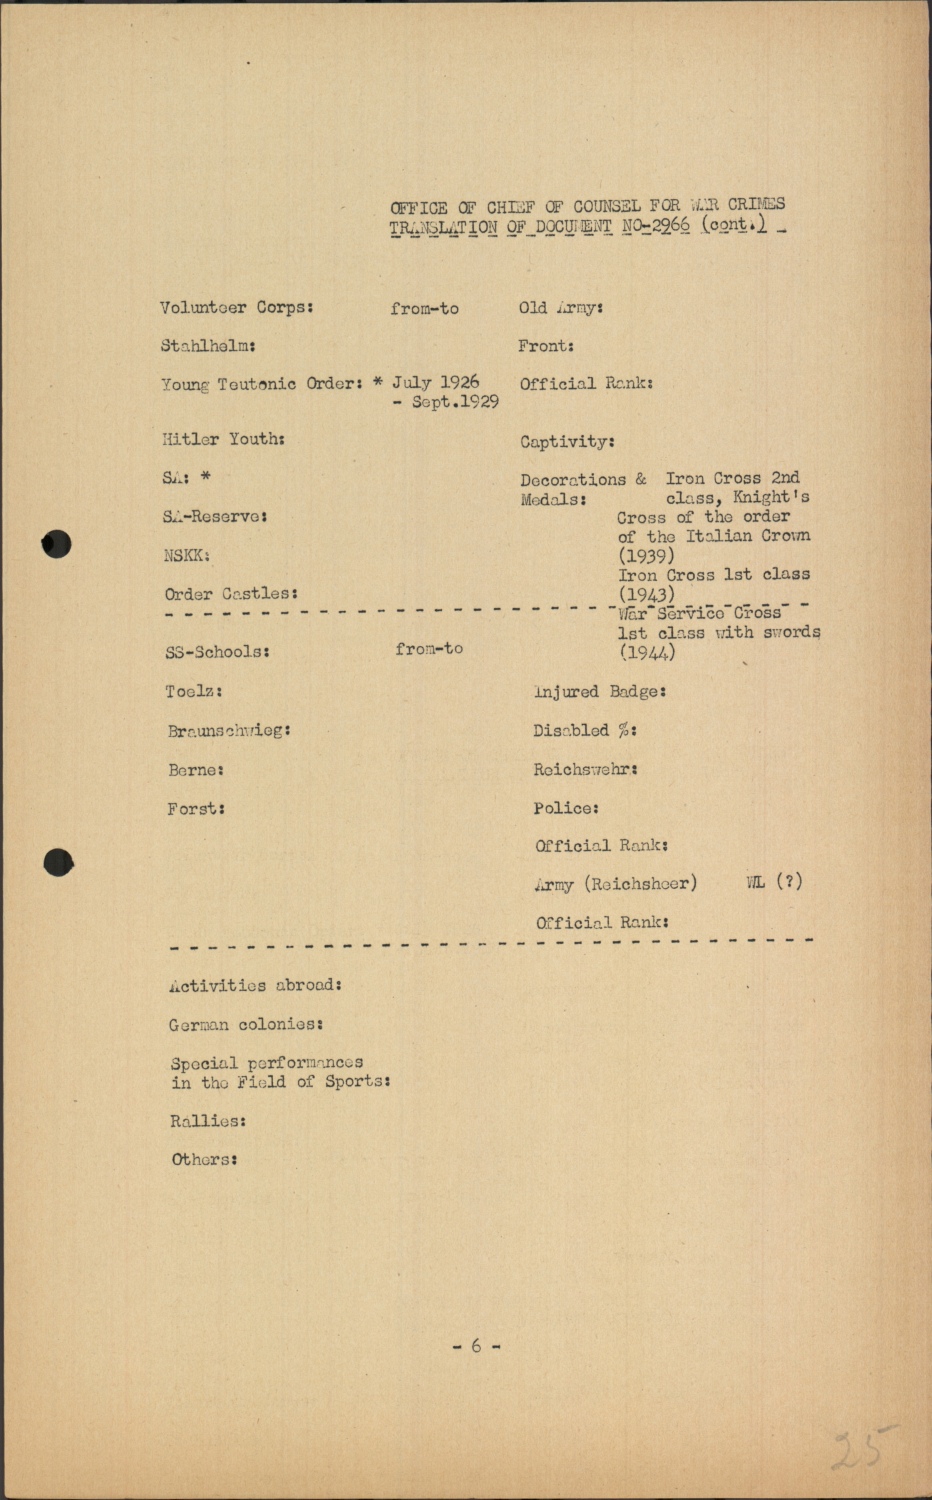 OFFICE OF CHIEF OF COUNSEL FOR WAR CRIMES
TRANSLATION OF DOCUMENT NO-2966 (cont.)
Volunteer Corps: from-to Old Army:
Stahlhelm: Front:
Young Teutonic Order: * July 1926 Official Rank:
- Sept.1929
Hitler Youth: Captivity:
SA: * Decorations & Iron Cross 2nd
Medals: class, Knight's
SA-Reserve: Cross of the order
of the Italian Crown
NSKK: (1939)
Iron Cross 1st class
Order Castles: (1943)
War Service Cross
1st class with swords
SS-Schools: from-to (1944)
Toelz: Injured Badge:
Braunschwieg: Disabled %:
Berne: Reichswehr:
Forst: Police:
Official Rank:
Army (Reichsheer) WL (?)
Official Rank:
Activities abroad:
German colonies:
Special performances
in the Field of Sports:
Rallies:
Others:
- 6 -
25